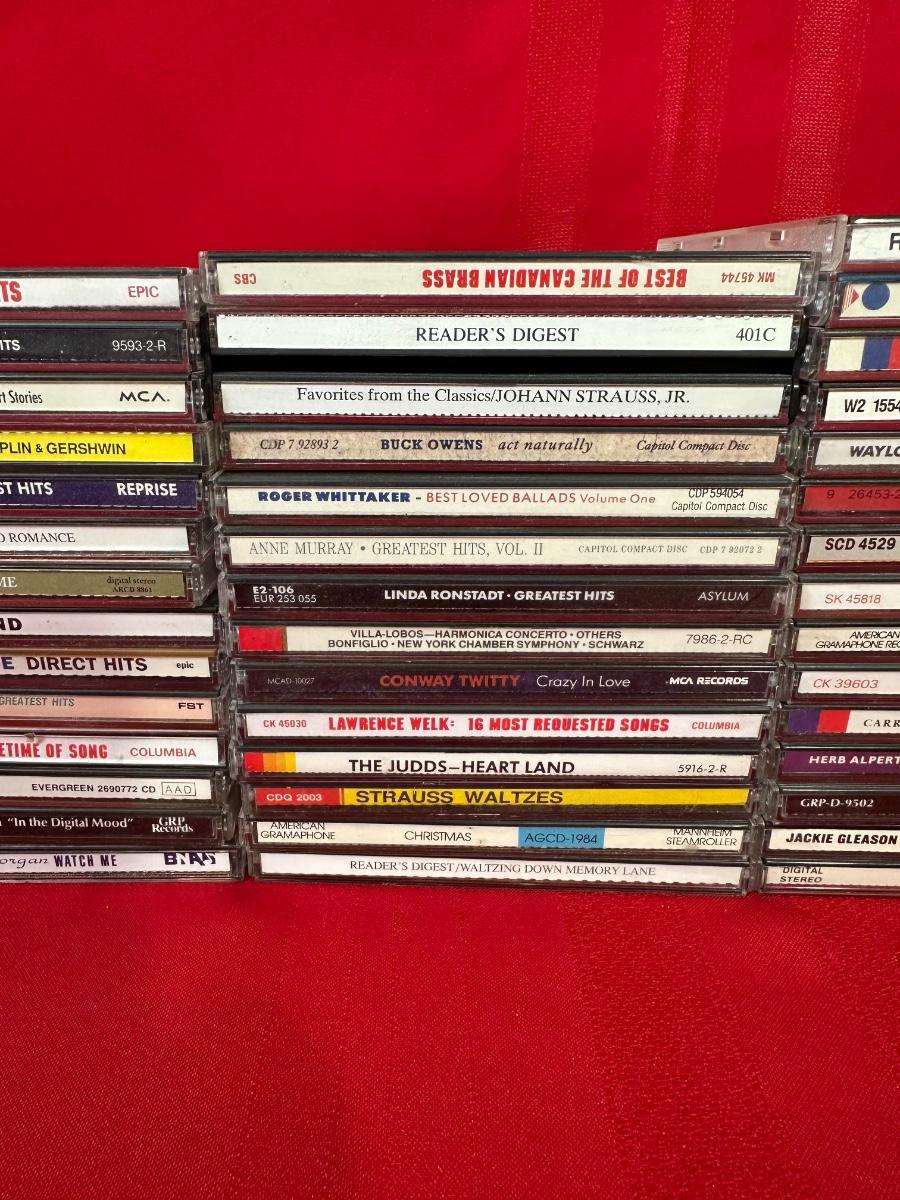 TS EPIC
ITS 9593-2-R
rt Stories MCA.
PLIN & GERSHWIN
ST HITS REPRISE
O ROMANCE
ME digital stereo
ARCD 8861
ND
E DIRECT HITS epic
GREATEST HITS FST
ETIME OF SONG COLUMBIA
EVERGREEN 2690772 CD AAD
"In the Digital Mood" GRP
Records
organ WATCH ME BNA
MK 45744 BEST OF THE CANADIAN BRASS CBS
READER'S DIGEST 401C
Favorites from the Classics/JOHANN STRAUSS, JR.
CDP 7 92893 2 BUCK OWENS act naturally Capitol Compact Disc
ROGER WHITTAKER - BEST LOVED BALLADS Volume One CDP 594054
Capitol Compact Disc
ANNE MURRAY • GREATEST HITS, VOL. II CAPITOL COMPACT DISC CDP 7 92072 2
E2-106
EUR 253 055 LINDA RONSTADT • GREATEST HITS ASYLUM
VILLA-LOBOS—HARMONICA CONCERTO • OTHERS
BONFIGLIO • NEW YORK CHAMBER SYMPHONY • SCHWARZ 7986-2-RC
MCAD-10027 CONWAY TWITTY Crazy In Love MCA RECORDS
CK 45030 LAWRENCE WELK: 16 MOST REQUESTED SONGS COLUMBIA
THE JUDDS—HEART LAND 5916-2-R
CDQ 2003 STRAUSS WALTZES
AMERICAN
GRAMAPHONE CHRISTMAS AGCD-1984 MANNHEIM
STEAMROLLER
READER'S DIGEST/WALTZING DOWN MEMORY LANE
W2 1554
WAYLO
9 26453-2
SCD 4529
SK 45818
AMERICAN
GRAMAPHONE REC
CK 39603
CARR
HERB ALPERT
GRP-D-9502
JACKIE GLEASON
DIGITAL
STEREO